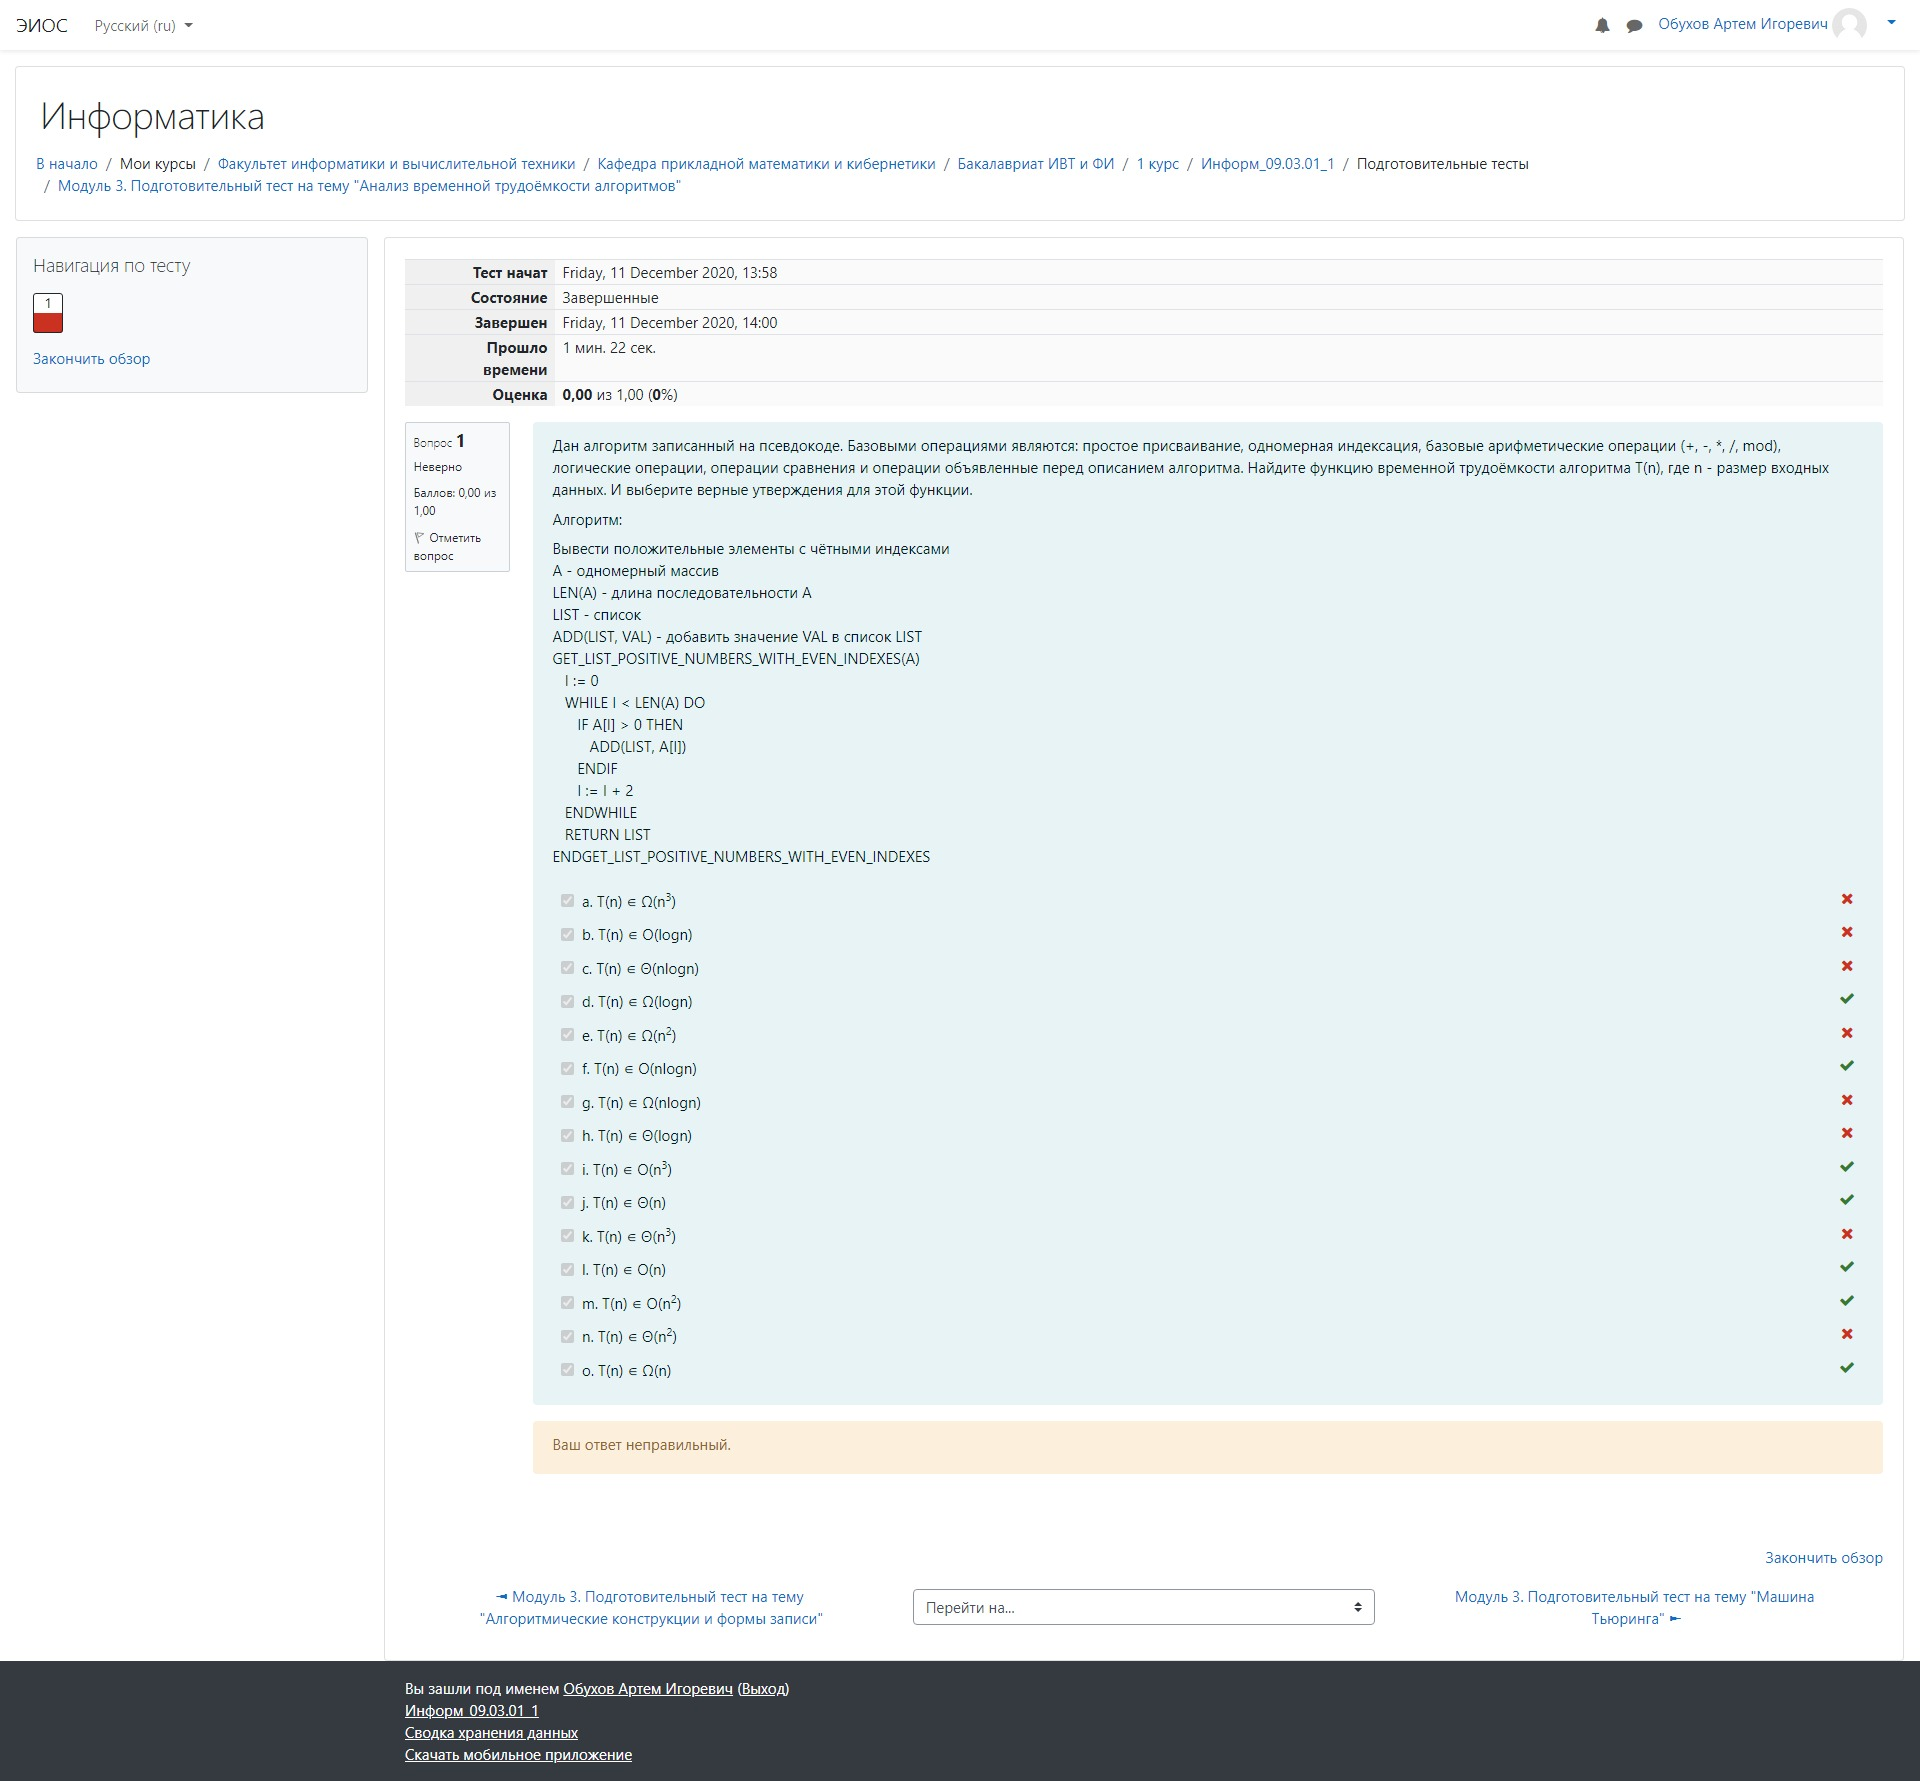 ЭИОС Русский (ru)
Обухов Артем Игоревич
Информатика
В начало / Мои курсы / Факультет информатики и вычислительной техники / Кафедра прикладной математики и кибернетики / Бакалавриат ИВТ и ФИ / 1 курс / Информ_09.03.01_1 / Подготовительные тесты
/ Модуль 3. Подготовительный тест на тему "Анализ временной трудоёмкости алгоритмов"
Навигация по тесту
1
Закончить обзор
Тест начат Friday, 11 December 2020, 13:58
Состояние Завершенные
Завершен Friday, 11 December 2020, 14:00
Прошло 1 мин. 22 сек.
времени
Оценка 0,00 из 1,00 (0%)
Вопрос 1
Неверно
Баллов: 0,00 из
1,00
Отметить
вопрос
Дан алгоритм записанный на псевдокоде. Базовыми операциями являются: простое присваивание, одномерная индексация, базовые арифметические операции (+, -, *, /, mod),
логические операции, операции сравнения и операции объявленные перед описанием алгоритма. Найдите функцию временной трудоёмкости алгоритма T(n), где n - размер входных
данных. И выберите верные утверждения для этой функции.
Алгоритм:
Вывести положительные элементы с чётными индексами
A - одномерный массив
LEN(A) - длина последовательности A
LIST - список
ADD(LIST, VAL) - добавить значение VAL в список LIST
GET_LIST_POSITIVE_NUMBERS_WITH_EVEN_INDEXES(A)
I := 0
WHILE I < LEN(A) DO
IF A[I] > 0 THEN
ADD(LIST, A[I])
ENDIF
I := I + 2
ENDWHILE
RETURN LIST
ENDGET_LIST_POSITIVE_NUMBERS_WITH_EVEN_INDEXES
a. T(n) ∊ Ω(n³)
b. T(n) ∊ O(logn)
c. T(n) ∊ Θ(nlogn)
d. T(n) ∊ Ω(logn)
e. T(n) ∊ Ω(n²)
f. T(n) ∊ O(nlogn)
g. T(n) ∊ Ω(nlogn)
h. T(n) ∊ Θ(logn)
i. T(n) ∊ O(n³)
j. T(n) ∊ Θ(n)
k. T(n) ∊ Θ(n³)
l. T(n) ∊ O(n)
m. T(n) ∊ O(n²)
n. T(n) ∊ Θ(n²)
o. T(n) ∊ Ω(n)
Ваш ответ неправильный.
Закончить обзор
◄ Модуль 3. Подготовительный тест на тему
"Алгоритмические конструкции и формы записи"
Перейти на...
Модуль 3. Подготовительный тест на тему "Машина
Тьюринга" ►
Вы зашли под именем Обухов Артем Игоревич (Выход)
Информ_09.03.01_1
Сводка хранения данных
Скачать мобильное приложение